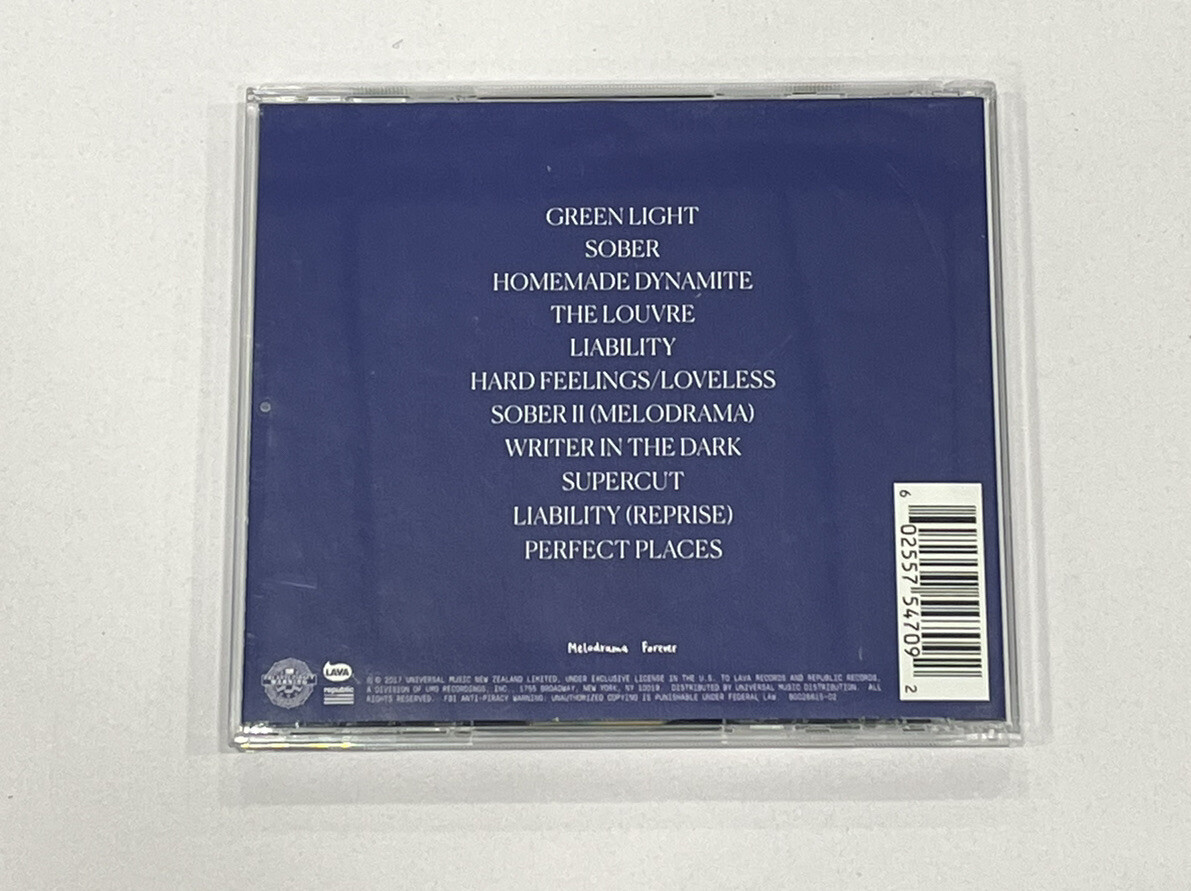 GREEN LIGHT
SOBER
HOMEMADE DYNAMITE
THE LOUVRE
LIABILITY
HARD FEELINGS/LOVELESS
SOBER II (MELODRAMA)
WRITER IN THE DARK
SUPERCUT
LIABILITY (REPRISE)
PERFECT PLACES
6 02557 54709 2
Melodrama Forever
LAVA
republic
℗ © 2017 UNIVERSAL MUSIC NEW ZEALAND LIMITED, UNDER EXCLUSIVE LICENSE IN THE U.S. TO LAVA RECORDS AND REPUBLIC RECORDS,
A DIVISION OF UMG RECORDINGS, INC., 1755 BROADWAY, NEW YORK, NY 10019. DISTRIBUTED BY UNIVERSAL MUSIC DISTRIBUTION. ALL
RIGHTS RESERVED. FBI ANTI-PIRACY WARNING: UNAUTHORIZED COPYING IS PUNISHABLE UNDER FEDERAL LAW